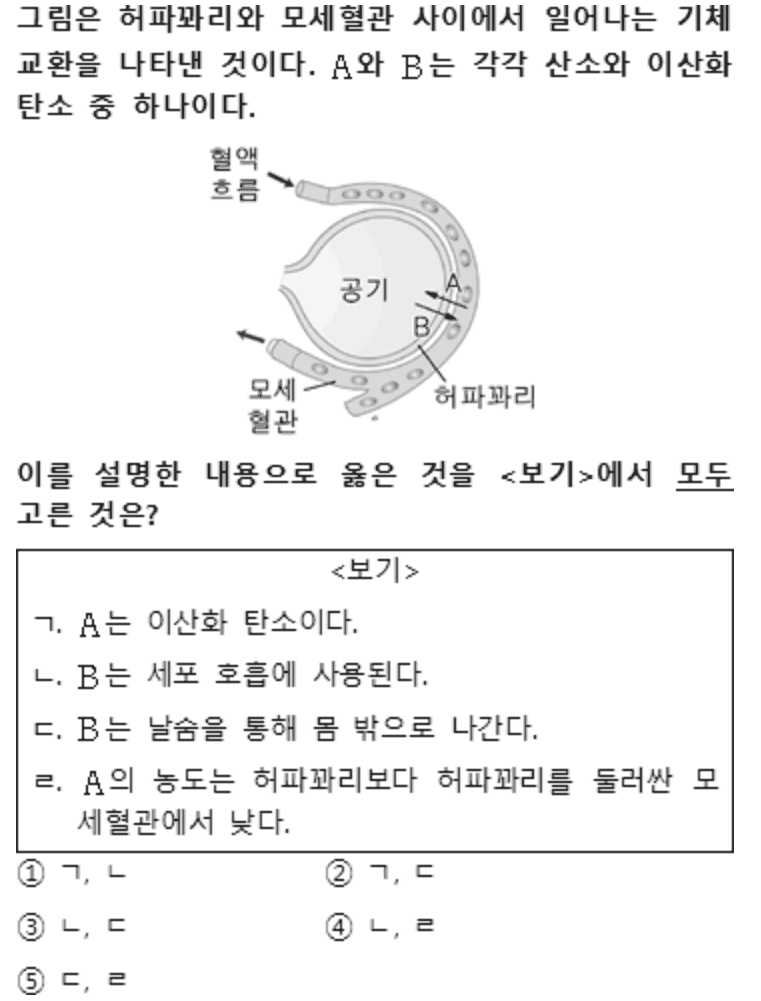 그림은 허파꽈리와 모세혈관 사이에서 일어나는 기체
교환을 나타낸 것이다. A와 B는 각각 산소와 이산화
탄소 중 하나이다.
혈액
흐름
공기
A
B
모세
혈관
허파꽈리
이를 설명한 내용으로 옳은 것을 <보기>에서 모두
고른 것은?
<보기>
ㄱ. A는 이산화 탄소이다.
ㄴ. B는 세포 호흡에 사용된다.
ㄷ. B는 날숨을 통해 몸 밖으로 나간다.
ㄹ. A의 농도는 허파꽈리보다 허파꽈리를 둘러싼 모
세혈관에서 낮다.
① ㄱ, ㄴ ② ㄱ, ㄷ
③ ㄴ, ㄷ ④ ㄴ, ㄹ
⑤ ㄷ, ㄹ